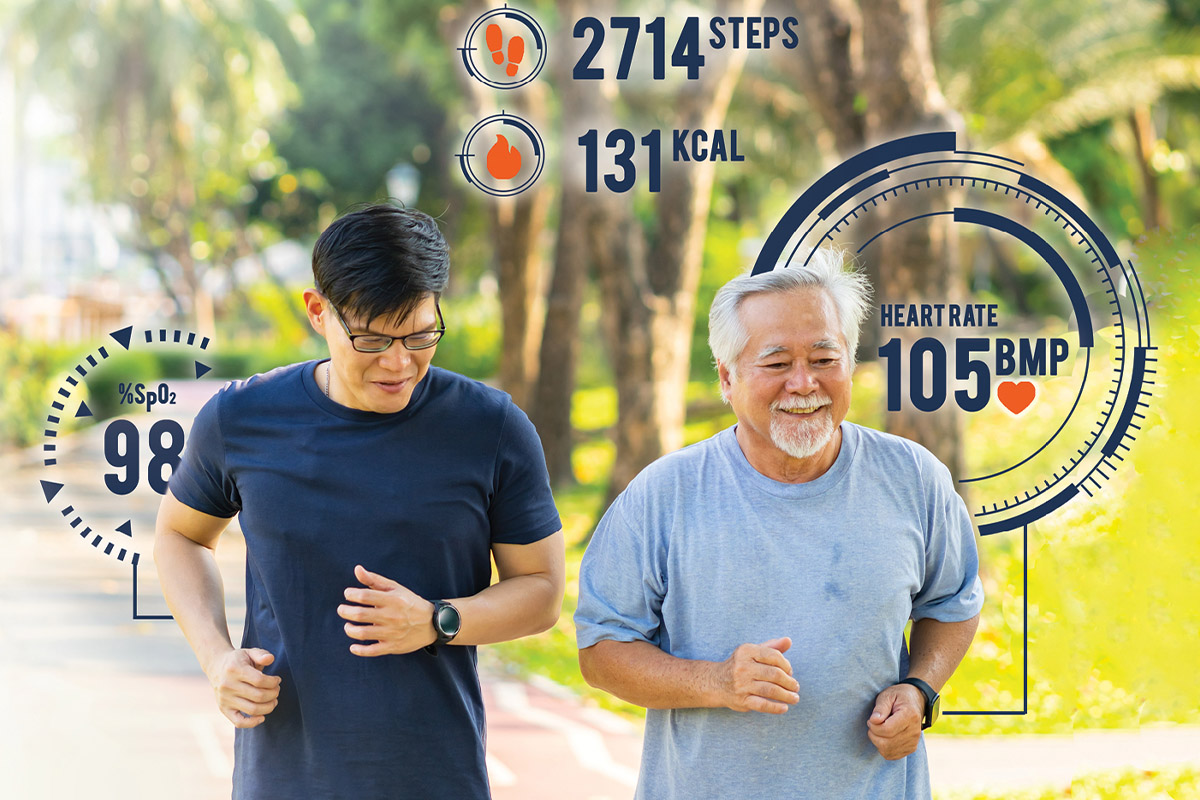 2714 STEPS
131 KCAL
HEART RATE
105 BMP
%SpO₂
98